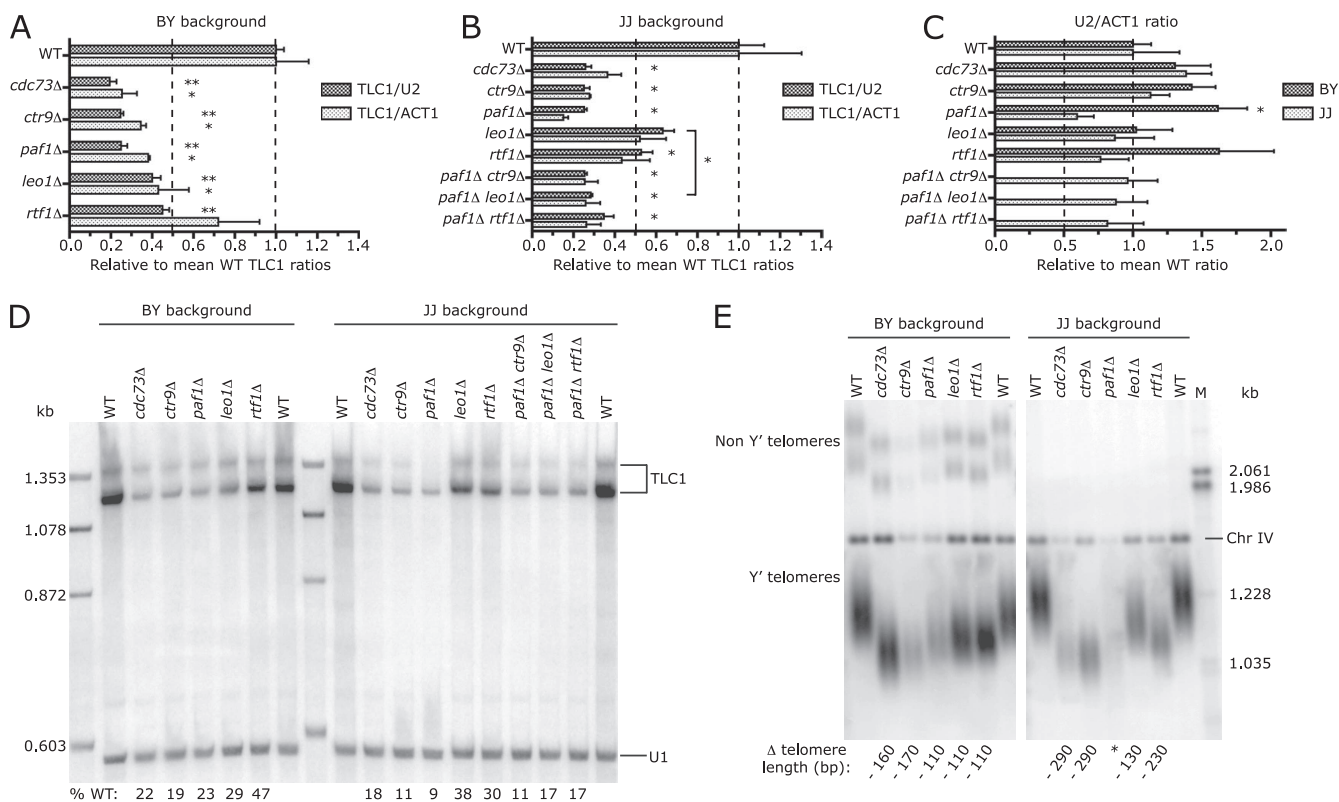 A
BY background
WT
cdc73Δ
ctr9Δ
paf1Δ
leo1Δ
rtf1Δ
**
*
**
*
**
*
**
*
**
TLC1/U2
TLC1/ACT1
0.0 0.2 0.4 0.6 0.8 1.0 1.2 1.4
Relative to mean WT TLC1 ratios
B
JJ background
WT
cdc73Δ
ctr9Δ
paf1Δ
leo1Δ
rtf1Δ
paf1Δ ctr9Δ
paf1Δ leo1Δ
paf1Δ rtf1Δ
*
*
*
*
*
*
*
*
TLC1/U2
TLC1/ACT1
0.0 0.2 0.4 0.6 0.8 1.0 1.2 1.4
Relative to mean WT TLC1 ratios
C
U2/ACT1 ratio
WT
cdc73Δ
ctr9Δ
paf1Δ
leo1Δ
rtf1Δ
paf1Δ ctr9Δ
paf1Δ leo1Δ
paf1Δ rtf1Δ
*
BY
JJ
0.0 0.5 1.0 1.5 2.0
Relative to mean WT ratio
D
BY background
JJ background
kb
WT cdc73Δ ctr9Δ paf1Δ leo1Δ rtf1Δ WT
WT cdc73Δ ctr9Δ paf1Δ leo1Δ rtf1Δ paf1Δ ctr9Δ paf1Δ leo1Δ paf1Δ rtf1Δ WT
1.353
1.078
0.872
0.603
TLC1
U1
% WT: 22 19 23 29 47 18 11 9 38 30 11 17 17
E
BY background
JJ background
WT cdc73Δ ctr9Δ paf1Δ leo1Δ rtf1Δ WT
WT cdc73Δ ctr9Δ paf1Δ leo1Δ rtf1Δ WT M kb
Non Y' telomeres
2.061
1.986
Chr IV
Y' telomeres
1.228
1.035
Δ telomere
length (bp):
- 160 - 170 - 110 - 110 - 110 - 290 - 290 * - 130 - 230